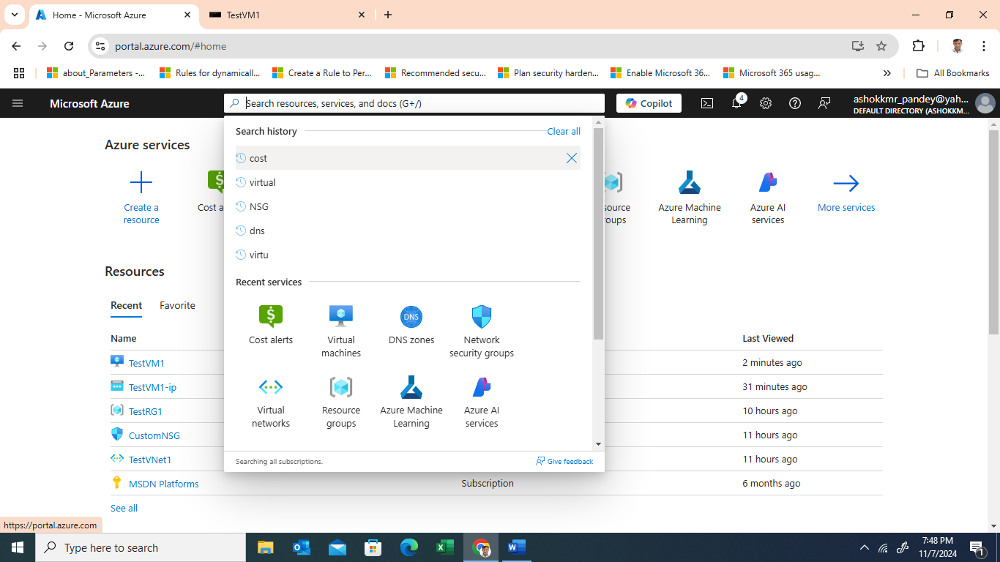 Home - Microsoft Azure
TestVM1
portal.azure.com/#home
about_Parameters -...
Rules for dynamicall...
Create a Rule to Per...
Recommended secu...
Plan security harden...
Enable Microsoft 36...
Microsoft 365 usag...
All Bookmarks
Microsoft Azure
Search resources, services, and docs (G+/)
Copilot
4
ashokkmr_pandey@yah...
DEFAULT DIRECTORY (ASHOKKM...
Search history
Clear all
cost
virtual
NSG
dns
virtu
Recent services
Cost alerts
Virtual
machines
DNS zones
Network
security groups
Virtual
networks
Resource
groups
Azure Machine
Learning
Azure AI
services
Searching all subscriptions.
Give feedback
Azure services
Create a
resource
Cost a
source
oups
Azure Machine
Learning
Azure AI
services
More services
Resources
Recent
Favorite
Name
Last Viewed
TestVM1
2 minutes ago
TestVM1-ip
31 minutes ago
TestRG1
10 hours ago
CustomNSG
11 hours ago
TestVNet1
11 hours ago
MSDN Platforms
Subscription
6 months ago
See all
https://portal.azure.com
Type here to search
7:48 PM
11/7/2024
1
DNS